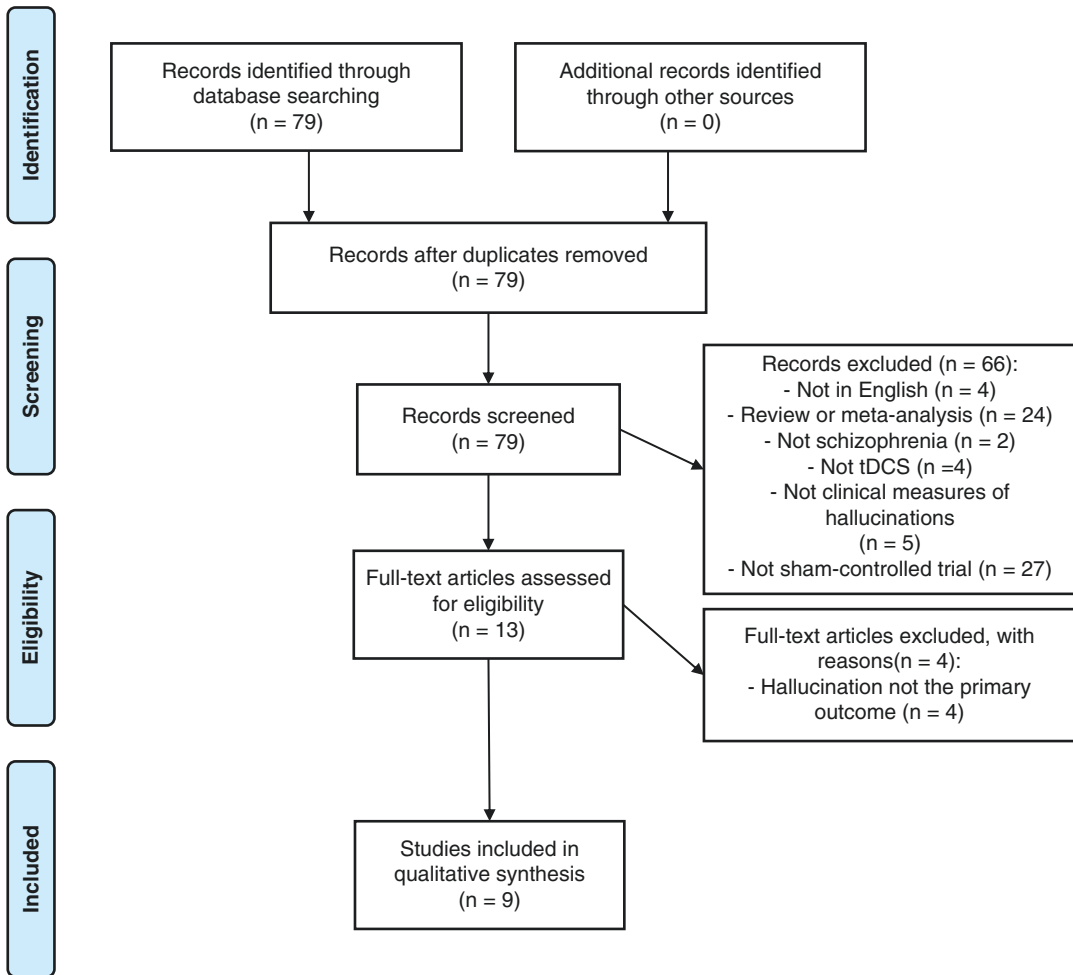 Identification
Records identified through
database searching
(n = 79)
Additional records identified
through other sources
(n = 0)
Records after duplicates removed
(n = 79)
Screening
Records screened
(n = 79)
Records excluded (n = 66):
- Not in English (n = 4)
- Review or meta-analysis (n = 24)
- Not schizophrenia (n = 2)
- Not tDCS (n =4)
- Not clinical measures of
hallucinations
(n = 5)
- Not sham-controlled trial (n = 27)
Eligibility
Full-text articles assessed
for eligibility
(n = 13)
Full-text articles excluded, with
reasons(n = 4):
- Hallucination not the primary
outcome (n = 4)
Included
Studies included in
qualitative synthesis
(n = 9)